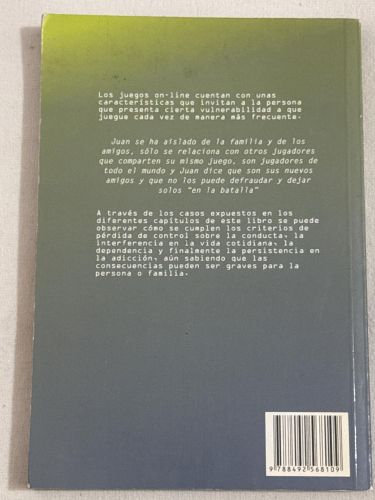 Los juegos on-line cuentan con unas
características que invitan a la persona
que presenta cierta vulnerabilidad a que
juegue cada vez de manera más frecuente.
Juan se ha aislado de la familia y de los
amigos, sólo se relaciona con otros jugadores
que comparten su mismo juego, son jugadores de
todo el mundo y Juan dice que son sus nuevos
amigos y que no los puede defraudar y dejar
solos "en la batalla"
A través de los casos expuestos en los
diferentes capítulos de este libro se puede
observar cómo se cumplen los criterios de
pérdida de control sobre la conducta, la
interferencia en la vida cotidiana, la
dependencia y finalmente la persistencia en
la adicción, aún sabiendo que las
consecuencias pueden ser graves para la
persona o familia.
9 788492 568109